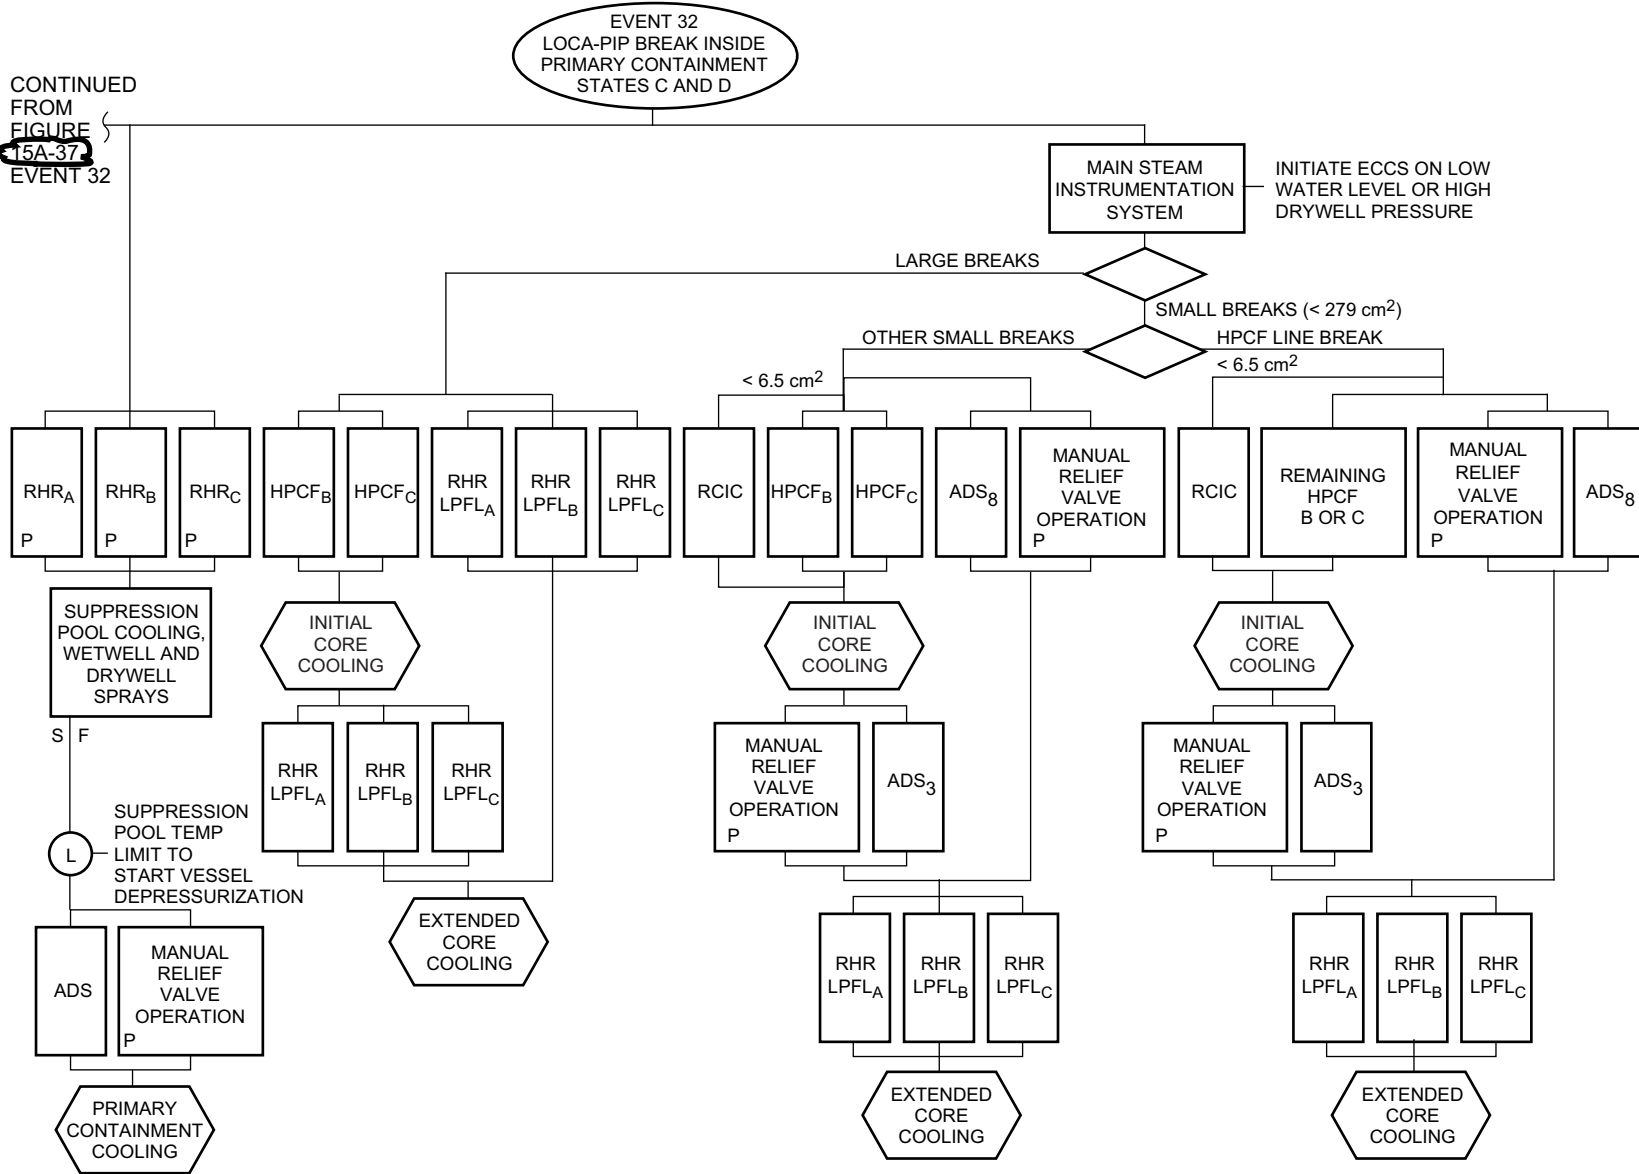 EVENT 32
LOCA-PIP BREAK INSIDE
PRIMARY CONTAINMENT
STATES C AND D
CONTINUED
FROM
FIGURE
15A-37
EVENT 32
MAIN STEAM
INSTRUMENTATION
SYSTEM
INITIATE ECCS ON LOW
WATER LEVEL OR HIGH
DRYWELL PRESSURE
LARGE BREAKS
SMALL BREAKS (< 279 cm2)
OTHER SMALL BREAKS
HPCF LINE BREAK
< 6.5 cm2
< 6.5 cm2
RHRA
P
RHRB
P
RHRC
P
HPCFB
HPCFC
RHR
LPFLA
RHR
LPFLB
RHR
LPFLC
RCIC
HPCFB
HPCFC
ADS8
MANUAL
RELIEF
VALVE
OPERATION
P
RCIC
REMAINING
HPCF
B OR C
MANUAL
RELIEF
VALVE
OPERATION
P
ADS8
SUPPRESSION
POOL COOLING,
WETWELL AND
DRYWELL
SPRAYS
S F
INITIAL
CORE
COOLING
INITIAL
CORE
COOLING
INITIAL
CORE
COOLING
RHR
LPFLA
RHR
LPFLB
RHR
LPFLC
MANUAL
RELIEF
VALVE
OPERATION
P
ADS3
MANUAL
RELIEF
VALVE
OPERATION
P
ADS3
L
SUPPRESSION
POOL TEMP
LIMIT TO
START VESSEL
DEPRESSURIZATION
EXTENDED
CORE
COOLING
ADS
MANUAL
RELIEF
VALVE
OPERATION
P
RHR
LPFLA
RHR
LPFLB
RHR
LPFLC
RHR
LPFLA
RHR
LPFLB
RHR
LPFLC
PRIMARY
CONTAINMENT
COOLING
EXTENDED
CORE
COOLING
EXTENDED
CORE
COOLING